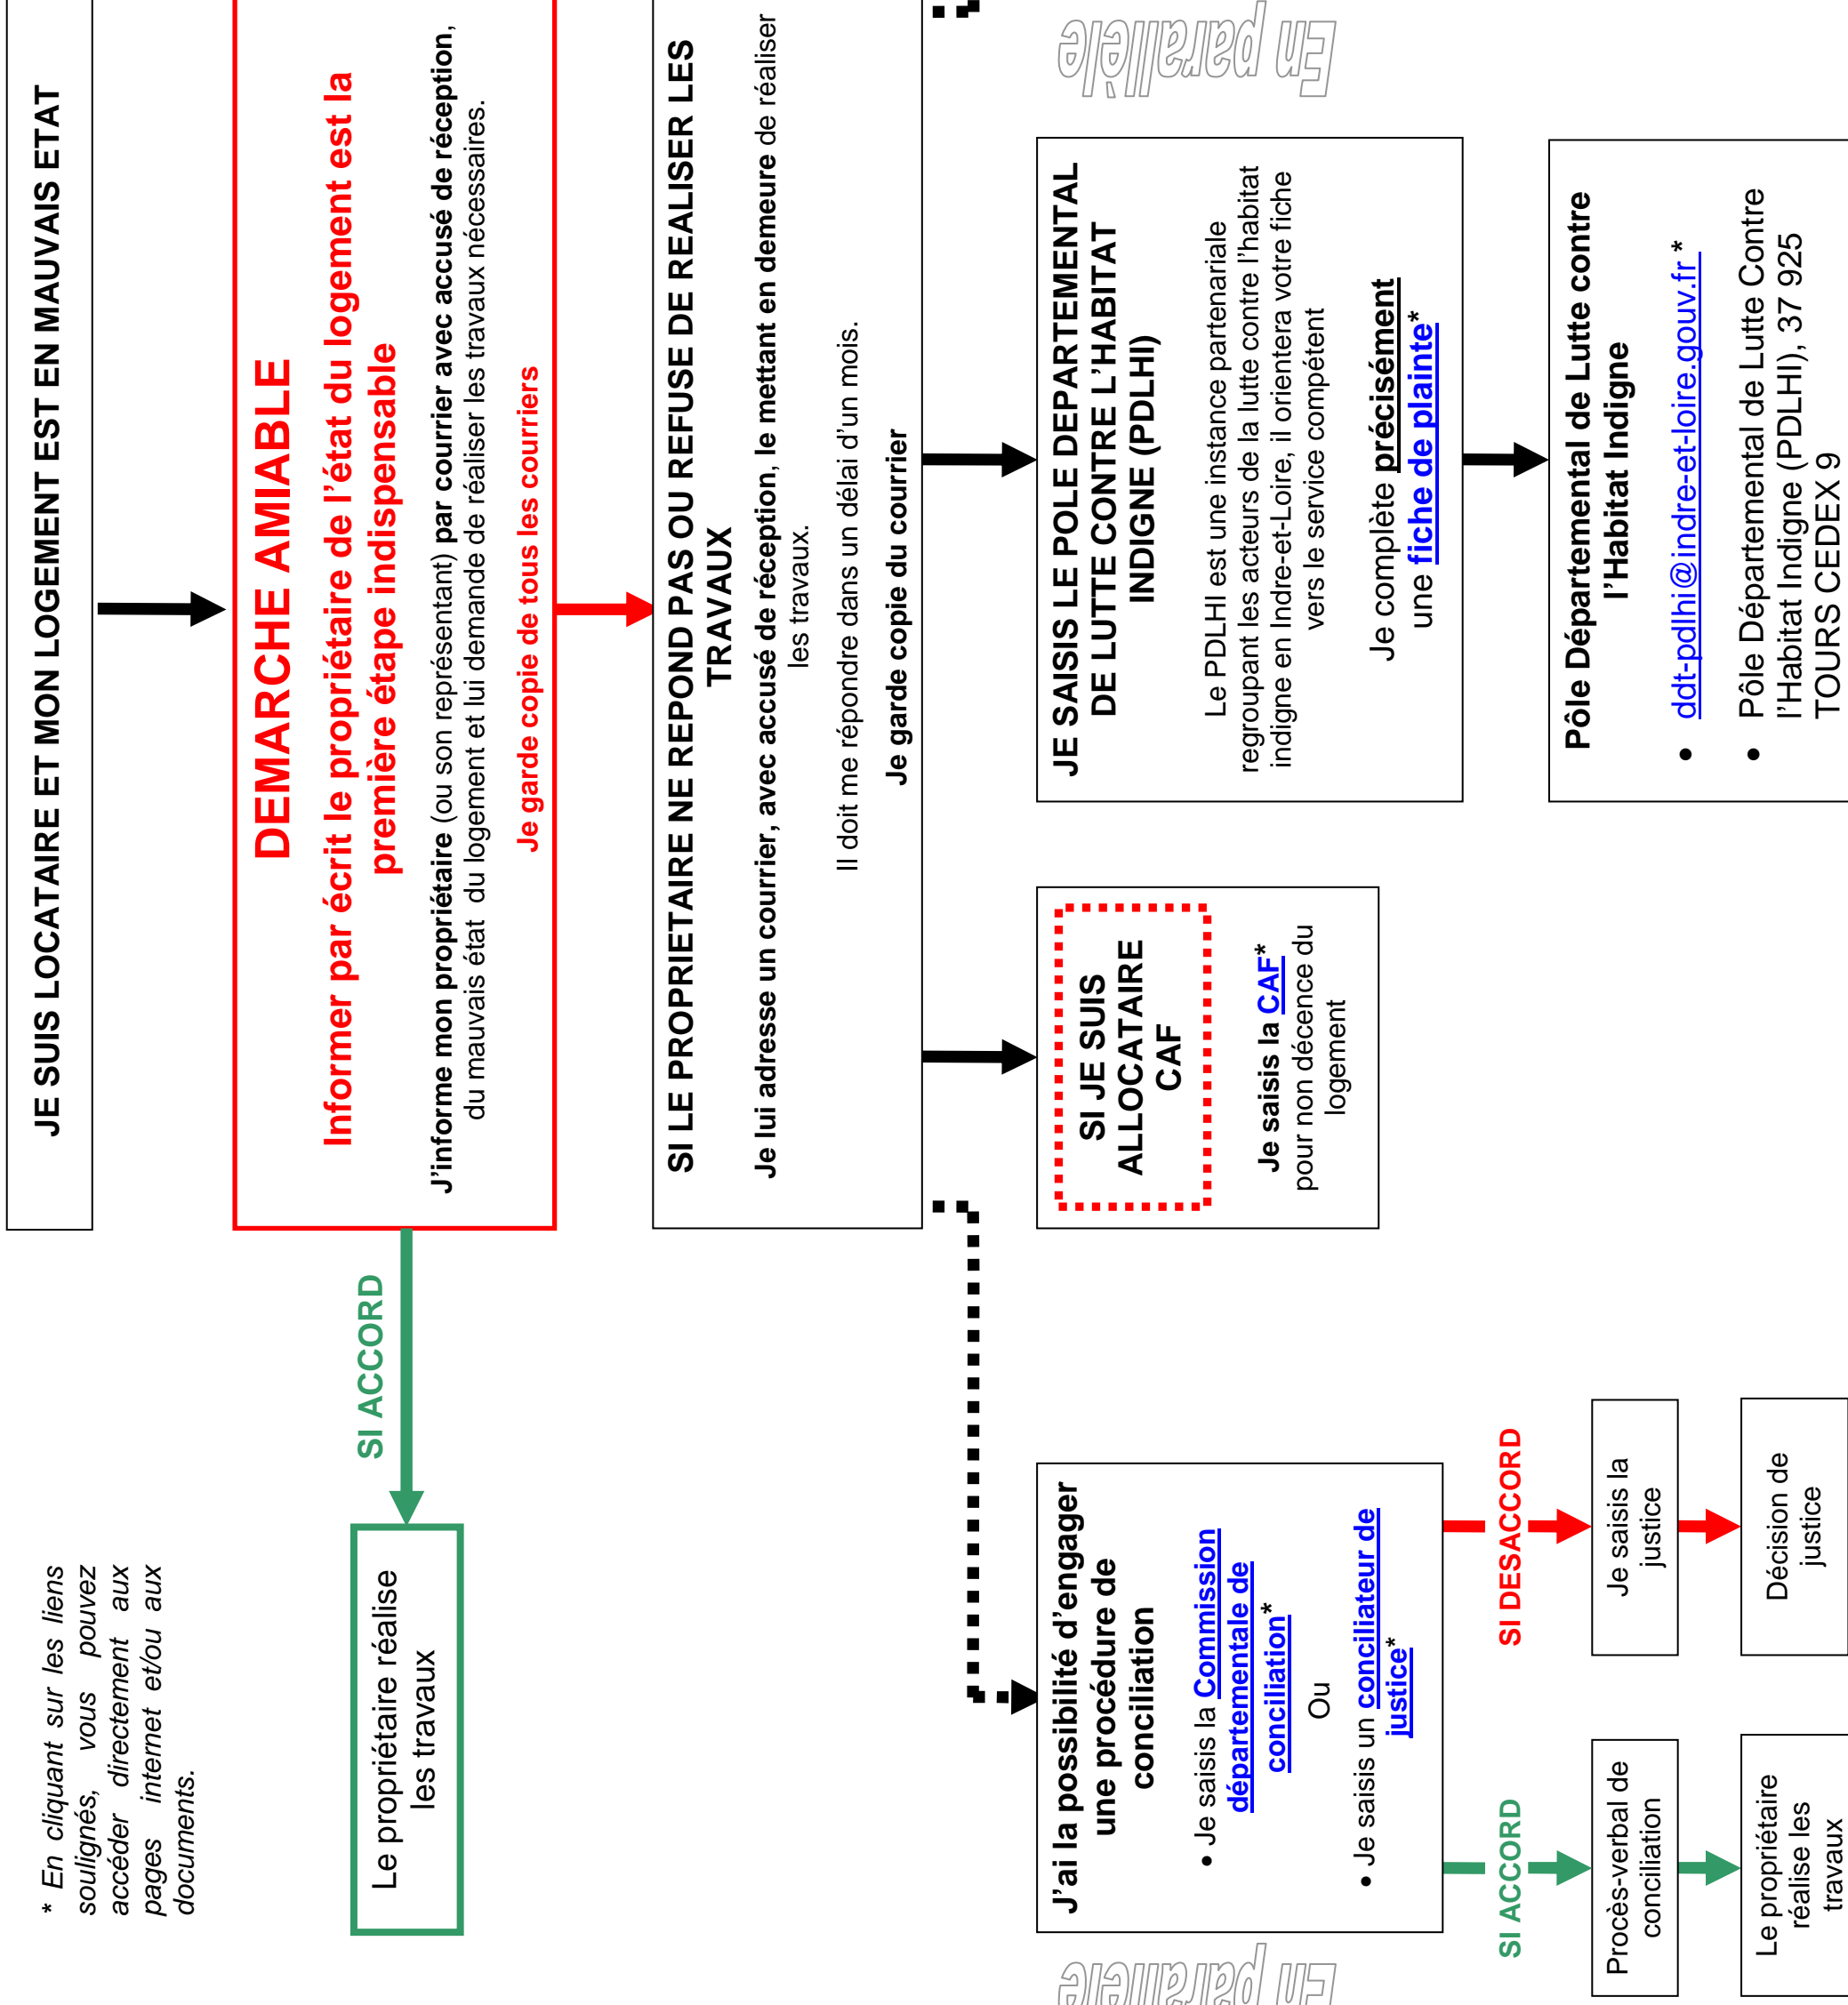 * En cliquant sur les liens
soulignés, vous pouvez
accéder directement aux
pages internet et/ou aux
documents.
JE SUIS LOCATAIRE ET MON LOGEMENT EST EN MAUVAIS ETAT
DEMARCHE AMIABLE
Informer par écrit le propriétaire de l'état du logement est la
première étape indispensable
J'informe mon propriétaire (ou son représentant) par courrier avec accusé de réception,
du mauvais état du logement et lui demande de réaliser les travaux nécessaires.
Je garde copie de tous les courriers
SI ACCORD
Le propriétaire réalise
les travaux
SI LE PROPRIETAIRE NE REPOND PAS OU REFUSE DE REALISER LES
TRAVAUX
Je lui adresse un courrier, avec accusé de réception, le mettant en demeure de réaliser
les travaux.
Il doit me répondre dans un délai d'un mois.
Je garde copie du courrier
En parallèle
J'ai la possibilité d'engager
une procédure de
conciliation
• Je saisis la Commission
départementale de
conciliation*
Ou
• Je saisis un conciliateur de
justice*
SI ACCORD
Procès-verbal de
conciliation
Le propriétaire
réalise les
travaux
SI DESACCORD
Je saisis la
justice
Décision de
justice
SI JE SUIS
ALLOCATAIRE
CAF
Je saisis la CAF*
pour non décence du
logement
JE SAISIS LE POLE DEPARTEMENTAL
DE LUTTE CONTRE L'HABITAT
INDIGNE (PDLHI)
Le PDLHI est une instance partenariale
regroupant les acteurs de la lutte contre l'habitat
indigne en Indre-et-Loire, il orientera votre fiche
vers le service compétent
Je complète précisément
une fiche de plainte*
Pôle Départemental de Lutte contre
l'Habitat Indigne
• ddt-pdlhi@indre-et-loire.gouv.fr *
• Pôle Départemental de Lutte Contre
l'Habitat Indigne (PDLHI), 37 925
TOURS CEDEX 9
En parallèle